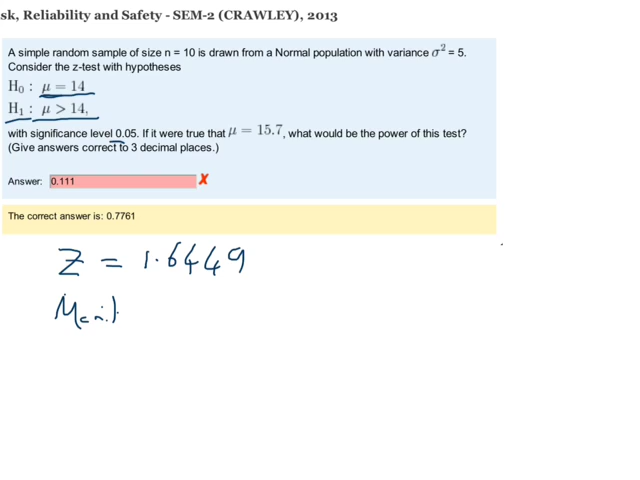 sk, Reliability and Safety - SEM-2 (CRAWLEY), 2013
A simple random sample of size n = 10 is drawn from a Normal population with variance σ² = 5.
Consider the z-test with hypotheses
H₀ : μ = 14
H₁ : μ > 14,
with significance level 0.05. If it were true that μ = 15.7, what would be the power of this test?
(Give answers correct to 3 decimal places.)
Answer: 0.111 ✗
The correct answer is: 0.7761
Z = 1.6449